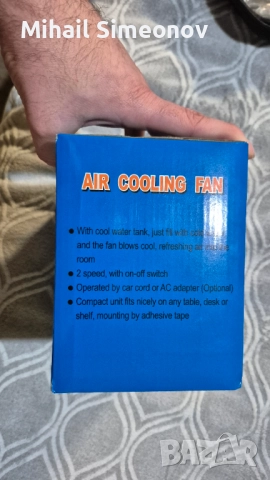 Mihail Simeonov
AIR COOLING FAN
With cool water tank, just fill with
and the fan blows cool, refreshing
room
2 speed, with on-off switch
Operated by car cord or AC adapter (Optional)
Compact unit fits nicely on any table, desk or
shelf, mounting by adhesive tape
BAZAR